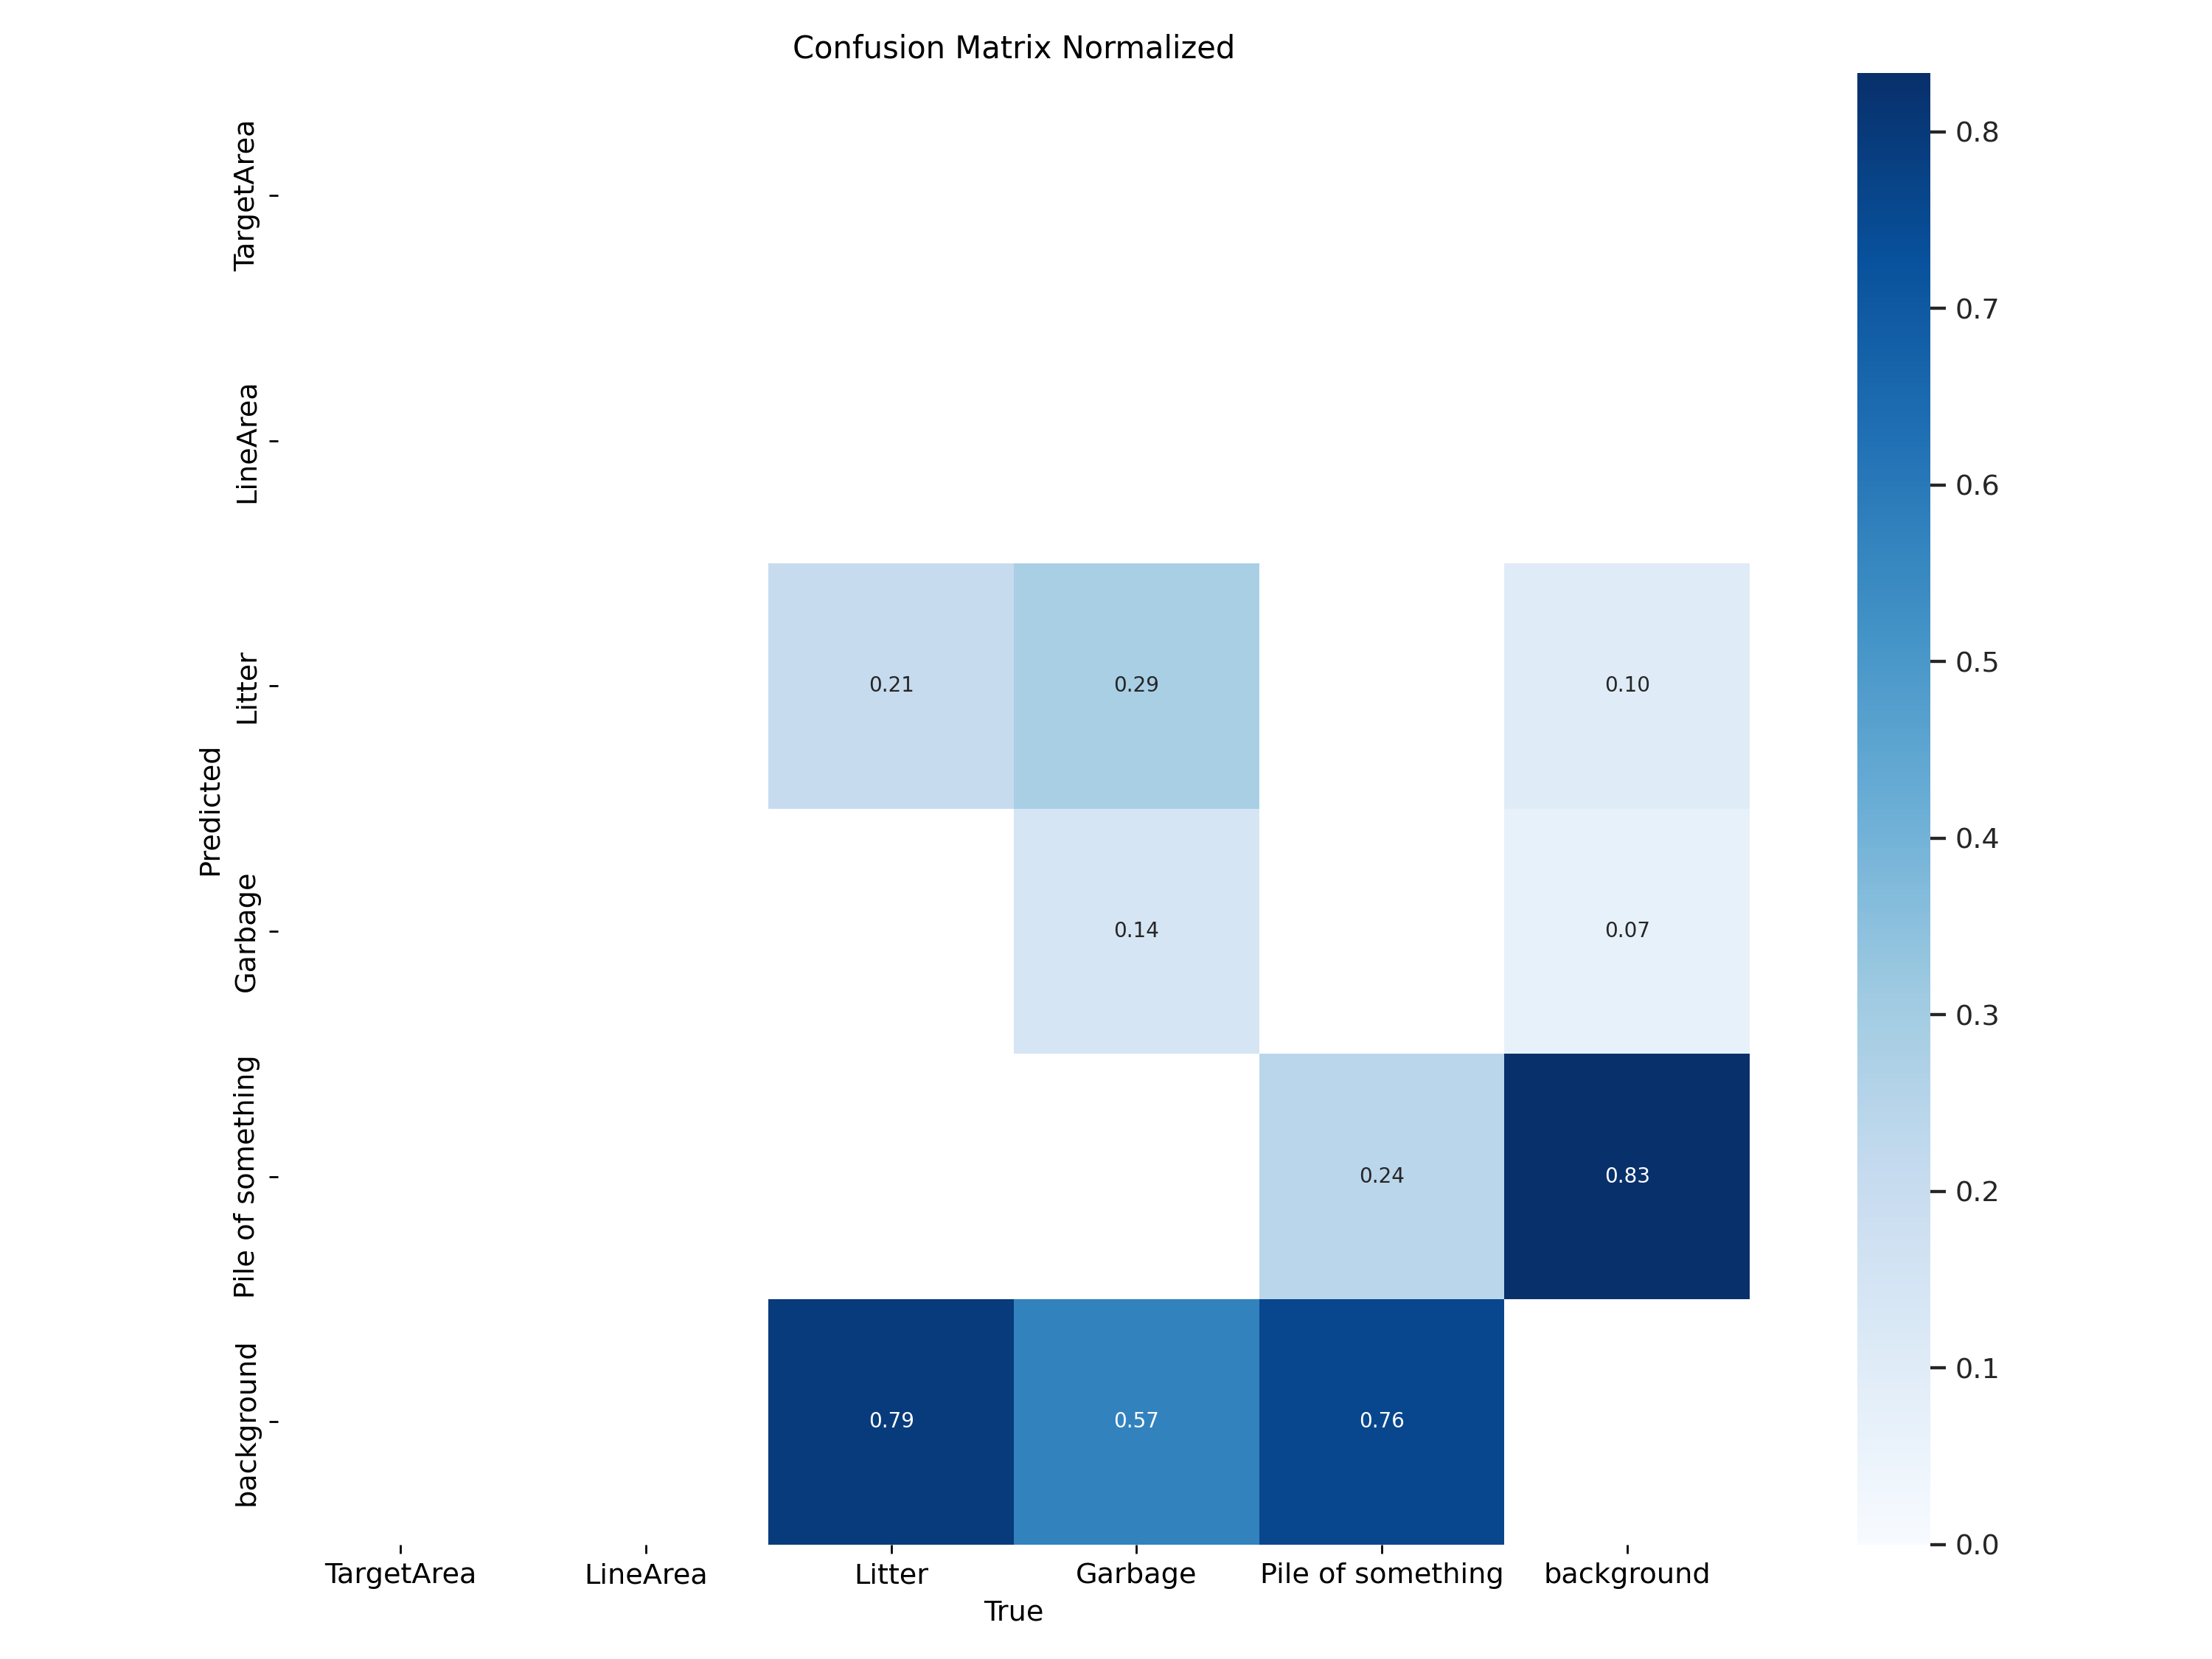 Confusion Matrix Normalized
TargetArea
LineArea
Litter
Garbage
Pile of something
background
Predicted
0.21 0.29 0.10
0.14 0.07
0.24 0.83
0.79 0.57 0.76
TargetArea LineArea Litter Garbage Pile of something background
True
0.8
0.7
0.6
0.5
0.4
0.3
0.2
0.1
0.0